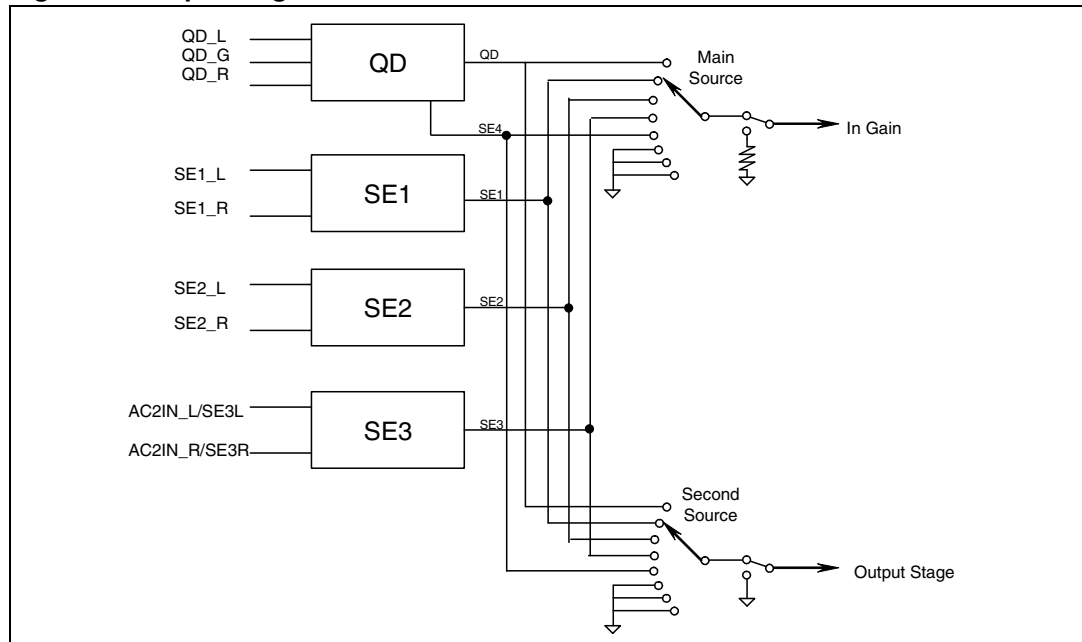 QD_L
QD_G
QD_R
QD
QD
SE4
Main
Source
In Gain
SE1_L
SE1_R
SE1
SE1
SE2_L
SE2_R
SE2
SE2
AC2IN_L/SE3L
AC2IN_R/SE3R
SE3
SE3
Second
Source
Output Stage